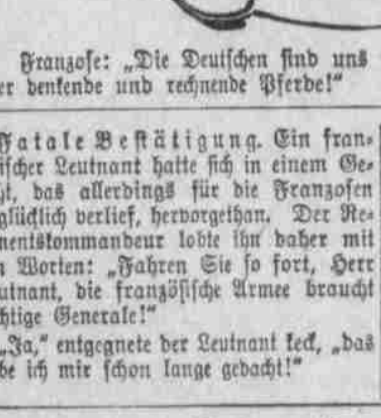 Franzose: „Die Deutschen sind uns
er denkende und rechnende Pferde!"
Fatale Bestätigung. Ein fran-
ischer Leutnant hatte sich in einem Ge-
ht, das allerdings für die Franzosen
glücklich verlief, hervorgethan. Der Re-
mentskommandeur lobte ihn daher mit
n Worten: „Fahren Sie so fort, Herr
utnant, die französische Armee braucht
chtige Generale!"
„Ja," entgegnete der Leutnant keck, „das
be ich mir schon lange gedacht!"